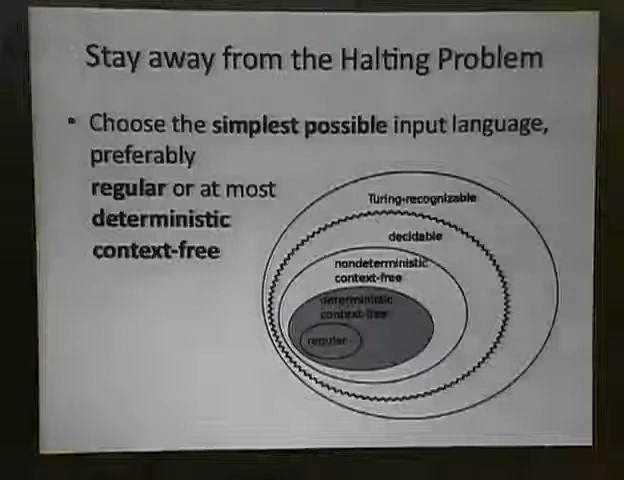 Stay away from the Halting Problem
• Choose the simplest possible input language,
preferably
regular or at most
deterministic
context-free
Turing-recognizable
decidable
nondeterministic
context-free
deterministic
context-free
regular